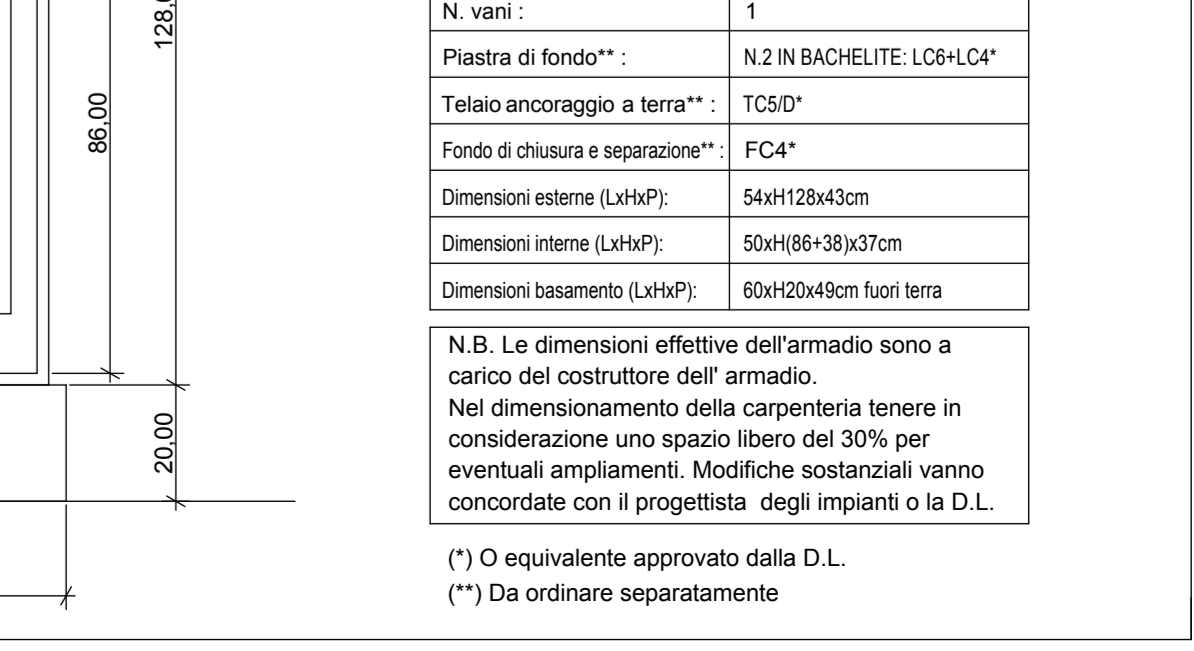 128,0
86,00
20,00
N. vani : 1
Piastra di fondo** : N.2 IN BACHELITE: LC6+LC4*
Telaio ancoraggio a terra** : TC5/D*
Fondo di chiusura e separazione** : FC4*
Dimensioni esterne (LxHxP): 54xH128x43cm
Dimensioni interne (LxHxP): 50xH(86+38)x37cm
Dimensioni basamento (LxHxP): 60xH20x49cm fuori terra
N.B. Le dimensioni effettive dell'armadio sono a
carico del costruttore dell' armadio.
Nel dimensionamento della carpenteria tenere in
considerazione uno spazio libero del 30% per
eventuali ampliamenti. Modifiche sostanziali vanno
concordate con il progettista degli impianti o la D.L.
(*) O equivalente approvato dalla D.L.
(**) Da ordinare separatamente